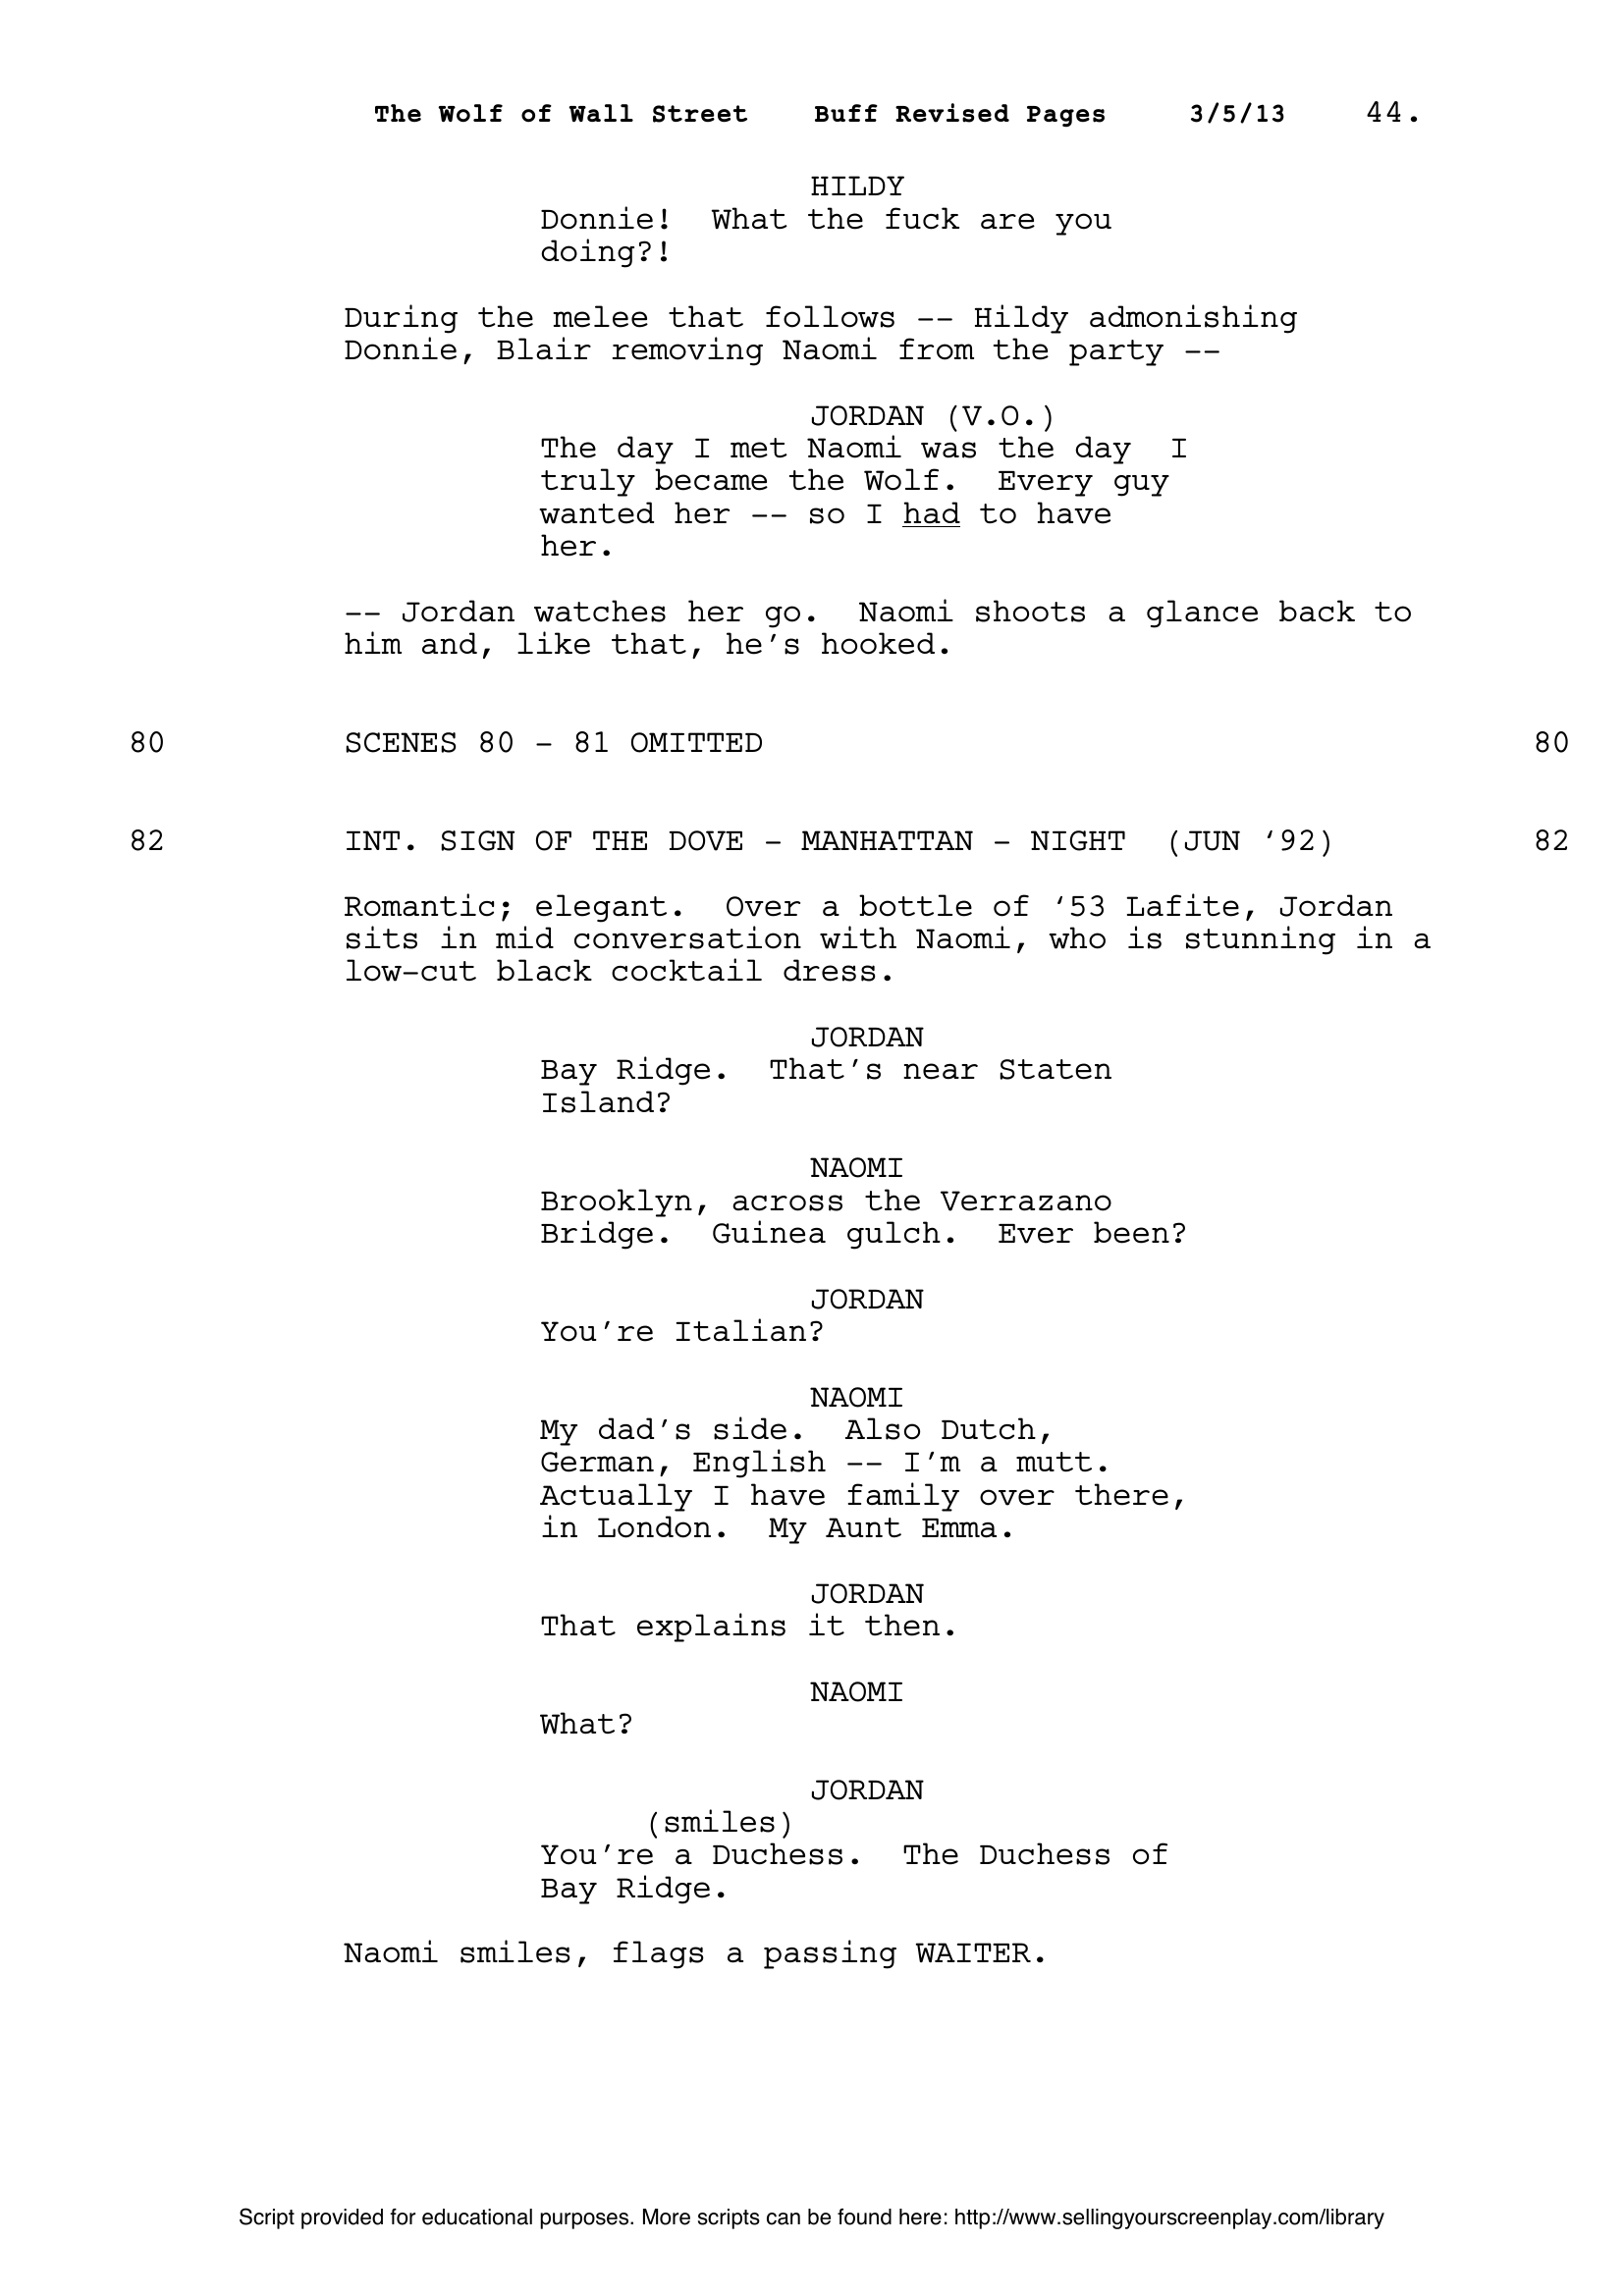 The Wolf of Wall Street    Buff Revised Pages    3/5/13    44.
HILDY
Donnie!  What the fuck are you
doing?!
During the melee that follows -- Hildy admonishing
Donnie, Blair removing Naomi from the party --
JORDAN (V.O.)
The day I met Naomi was the day  I
truly became the Wolf.  Every guy
wanted her -- so I had to have
her.
-- Jordan watches her go.  Naomi shoots a glance back to
him and, like that, he’s hooked.
80    SCENES 80 - 81 OMITTED    80
82    INT. SIGN OF THE DOVE - MANHATTAN - NIGHT  (JUN ‘92)    82
Romantic; elegant.  Over a bottle of ‘53 Lafite, Jordan
sits in mid conversation with Naomi, who is stunning in a
low-cut black cocktail dress.
JORDAN
Bay Ridge.  That’s near Staten
Island?
NAOMI
Brooklyn, across the Verrazano
Bridge.  Guinea gulch.  Ever been?
JORDAN
You’re Italian?
NAOMI
My dad’s side.  Also Dutch,
German, English -- I’m a mutt.
Actually I have family over there,
in London.  My Aunt Emma.
JORDAN
That explains it then.
NAOMI
What?
JORDAN
(smiles)
You’re a Duchess.  The Duchess of
Bay Ridge.
Naomi smiles, flags a passing WAITER.
Script provided for educational purposes. More scripts can be found here: http://www.sellingyourscreenplay.com/library